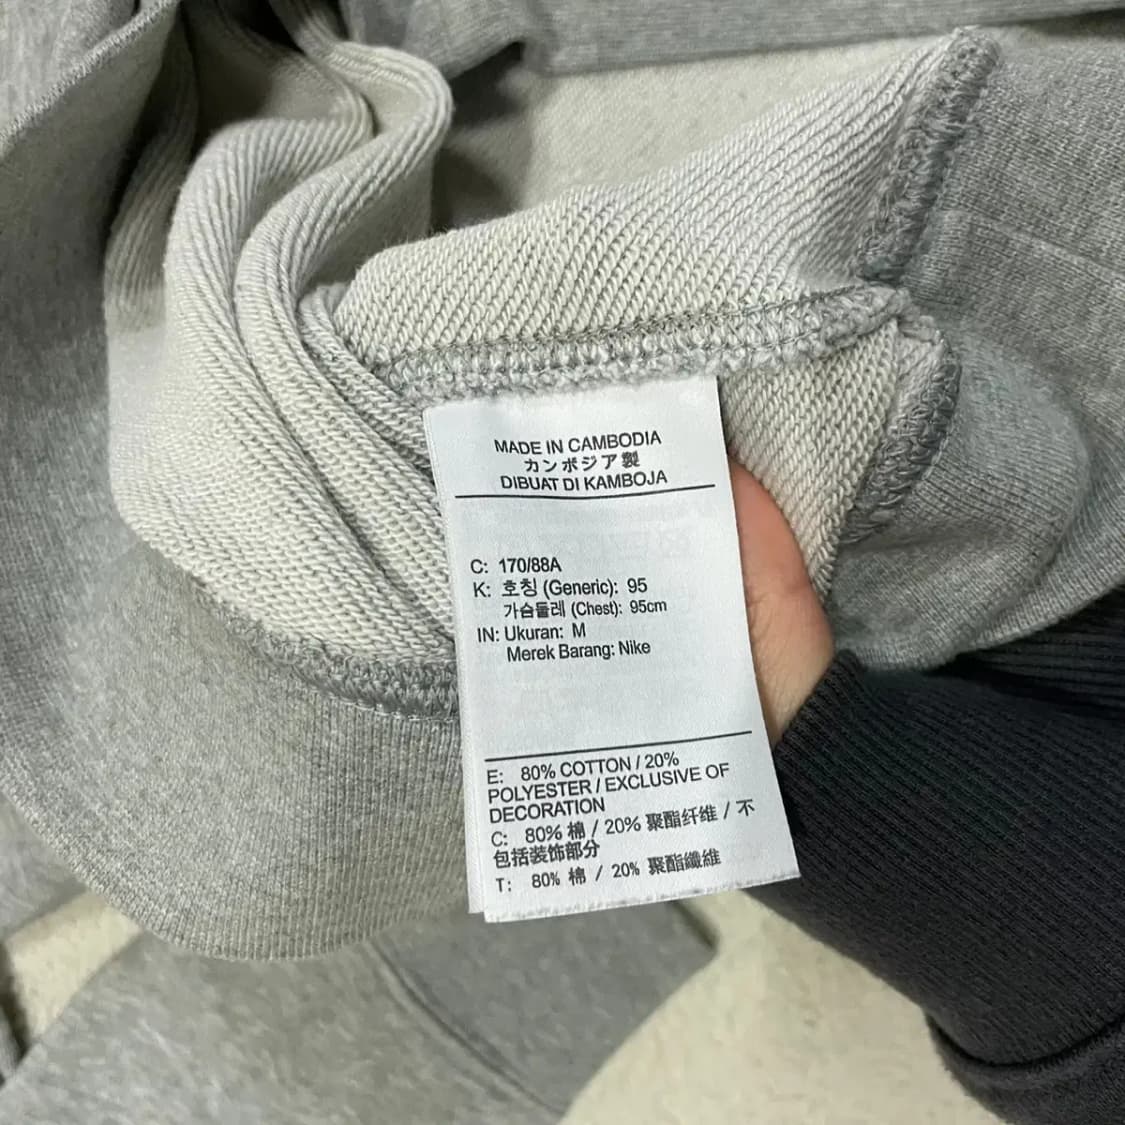 MADE IN CAMBODIA
カンボジア製
DIBUAT DI KAMBOJA
C: 170/88A
K: 호칭 (Generic): 95
가슴둘레 (Chest): 95cm
IN: Ukuran: M
Merek Barang: Nike
E: 80% COTTON / 20%
POLYESTER / EXCLUSIVE OF
DECORATION
C: 80% 棉 / 20% 聚酯纤维 / 不
包括装饰部分
T: 80% 棉 / 20% 聚酯纖維